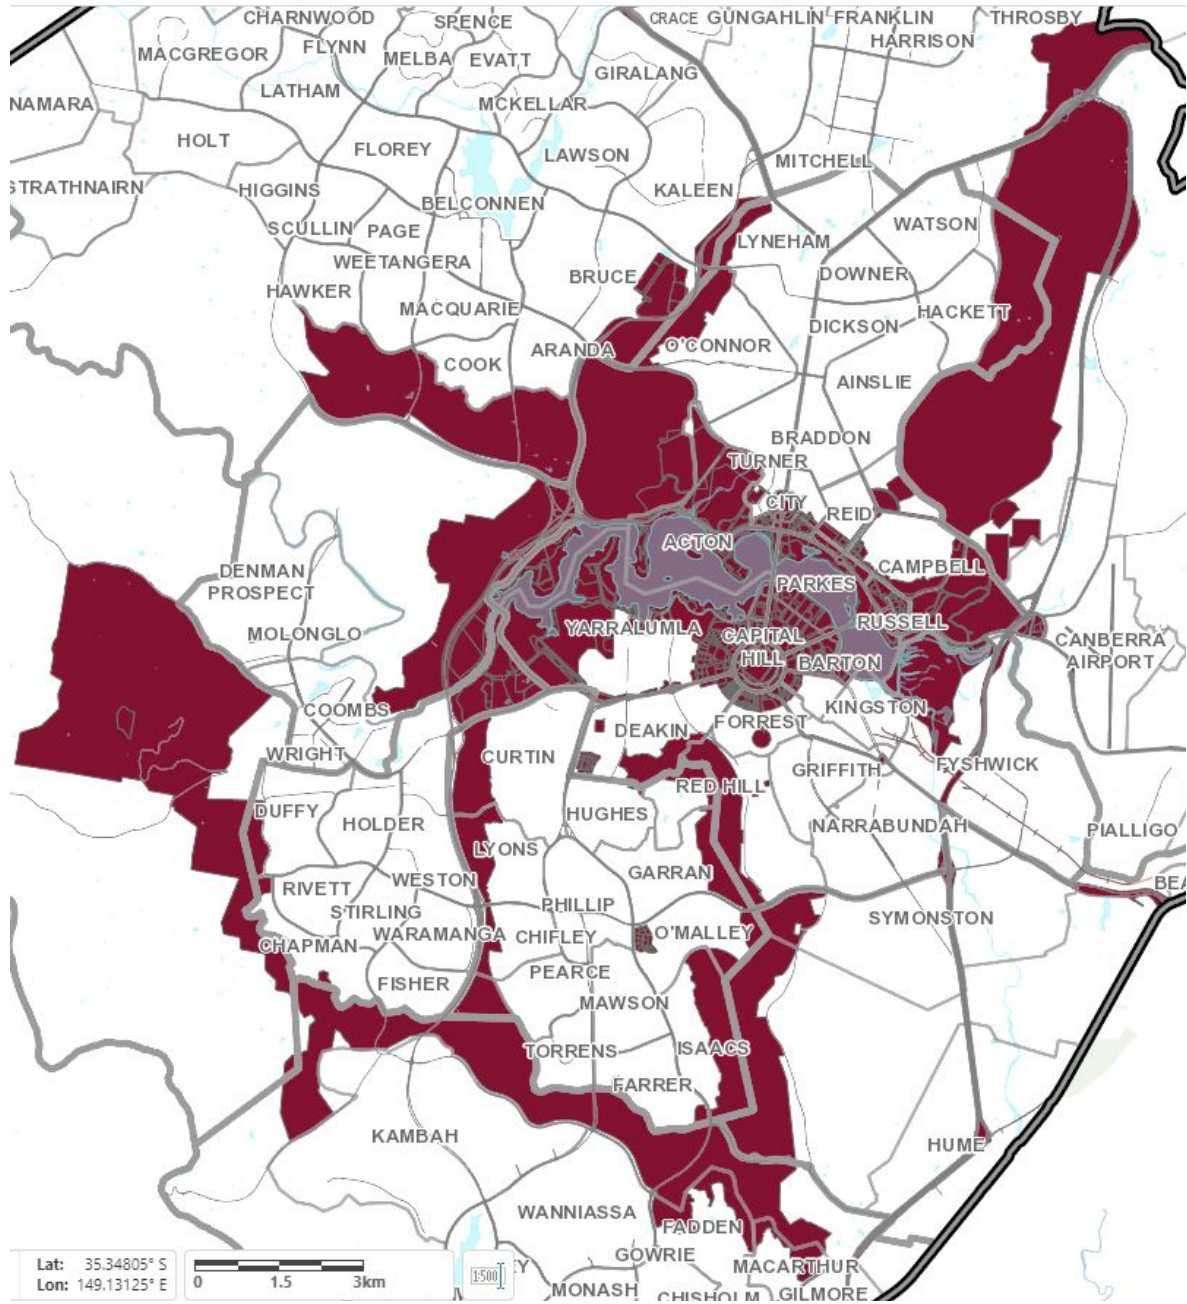 CHARNWOOD
SPENCE
CRACE
GUNGAHLIN
FRANKLIN
THROSBY
MACGREGOR
FLYNN
MELBA
EVATT
HARRISON
GIRALANG
LATHAM
MCKELLAR
NAMARA
HOLT
FLOREY
LAWSON
MITCHELL
STRATHNAIRN
HIGGINS
BELCONNEN
KALEEN
SCULLIN
PAGE
WATSON
LYNEHAM
WEETANGERA
BRUCE
DOWNER
HAWKER
MACQUARIE
HACKETT
DICKSON
COOK
ARANDA
O'CONNOR
AINSLIE
BRADDON
TURNER
CITY
REID
ACTON
CAMPBELL
DENMAN
PROSPECT
PARKES
RUSSELL
MOLONGLO
YARRALUMLA
CAPITAL
HILL
BARTON
CANBERRA
AIRPORT
COOMBS
KINGSTON
DEAKIN
FORREST
WRIGHT
CURTIN
GRIFFITH
FYSHWICK
RED HILL
DUFFY
HOLDER
HUGHES
NARRABUNDAH
PIALLIGO
LYONS
GARRAN
RIVETT
WESTON
BEA
STIRLING
PHILLIP
SYMONSTON
CHAPMAN
WARAMANGA
CHIFLEY
O'MALLEY
FISHER
PEARCE
MAWSON
TORRENS
ISAACS
FARRER
KAMBAH
HUME
WANNIASSA
FADDEN
GOWRIE
EY
MACARTHUR
MONASH
CHISHOLM
GILMORE
Lat: 35.34805° S
Lon: 149.13125° E
0 1.5 3km
1:500